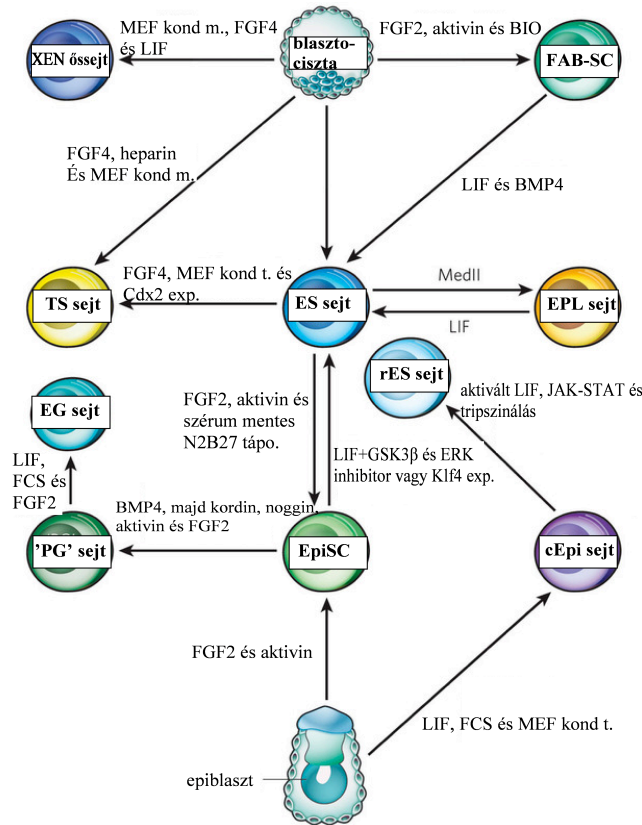 MEF kond m., FGF4
és LIF
XEN őssejt
blaszto-
ciszta
FGF2, aktivin és BIO
FAB-SC
FGF4, heparin
És MEF kond m.
LIF és BMP4
TS sejt
FGF4, MEF kond t. és
Cdx2 exp.
ES sejt
MedII
LIF
EPL sejt
rES sejt
aktivált LIF, JAK-STAT és
tripszinálás
EG sejt
FGF2, aktivin és
szérum mentes
N2B27 tápo.
LIF+GSK3β és ERK
inhibitor vagy Klf4 exp.
LIF,
FCS és
FGF2
BMP4, majd kordin, noggin,
aktivin és FGF2
’PG’ sejt
EpiSC
cEpi sejt
FGF2 és aktivin
LIF, FCS és MEF kond t.
epiblaszt